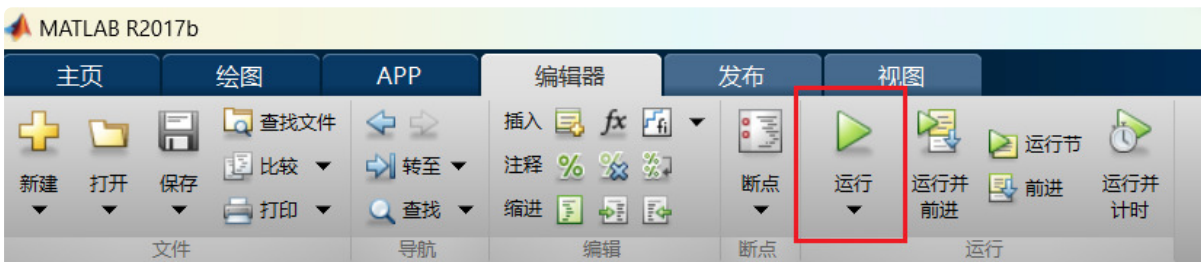 MATLAB R2017b
主页 绘图 APP 编辑器 发布 视图
查找文件 插入 fx fi
比较 转至 注释 % % % 运行节
新建 打开 保存 断点 运行 运行并前进 前进 运行并计时
打印 查找 缩进
文件 导航 编辑 断点 运行